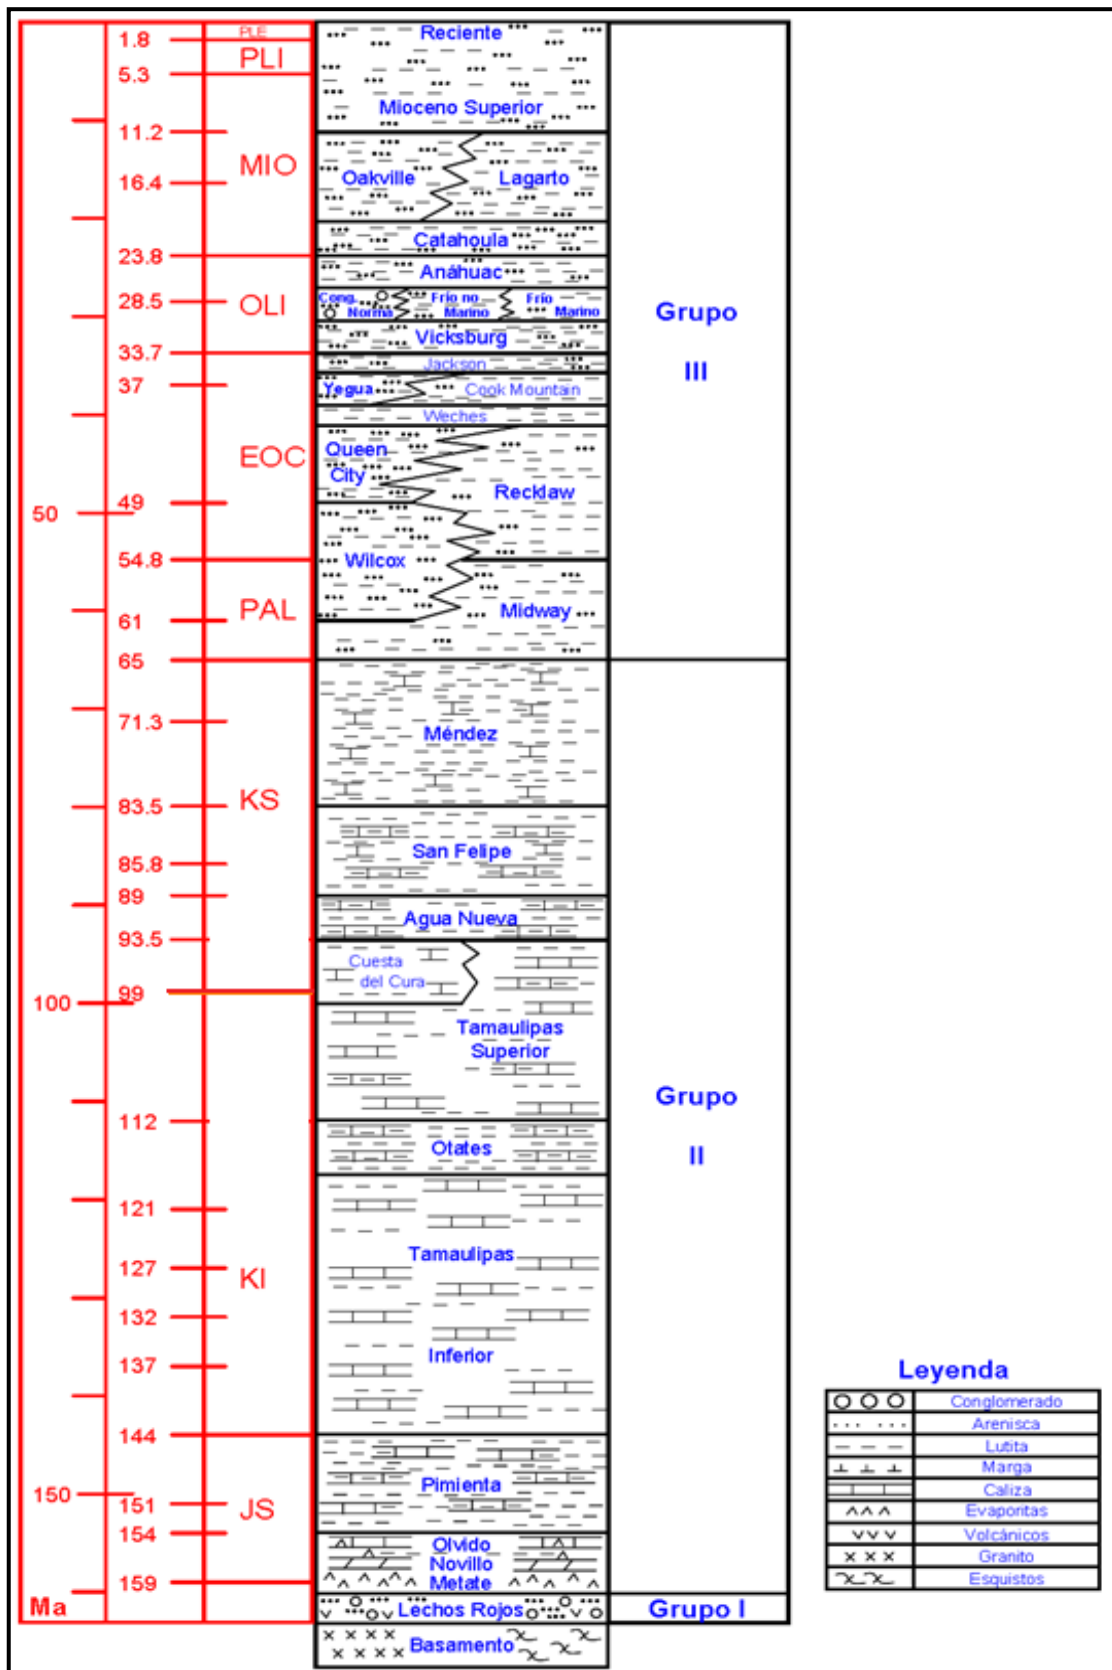 PLE
1.8
PLI
5.3
11.2
MIO
16.4
23.8
OLI
28.5
33.7
37
EOC
49
50
54.8
PAL
61
65
71.3
KS
83.5
85.8
89
93.5
99
100
112
121
127
KI
132
137
144
150
151
JS
154
159
Ma
Reciente
Mioceno Superior
Oakville
Lagarto
Catahoula
Anáhuac
Cong.
Norma
Frío no
Marino
Frío
Marino
Vicksburg
Jackson
Yegua
Cook Mountain
Weches
Queen
City
Recklaw
Wilcox
Midway
Méndez
San Felipe
Agua Nueva
Cuesta
del Cura
Tamaulipas
Superior
Otates
Tamaulipas
Inferior
Pimienta
Olvido
Novillo
Metate
Lechos Rojos
Basamento
Grupo
III
Grupo
II
Grupo I
Leyenda
Conglomerado
Arenisca
Lutita
Marga
Caliza
Evaporitas
Volcánicos
Granito
Esquistos